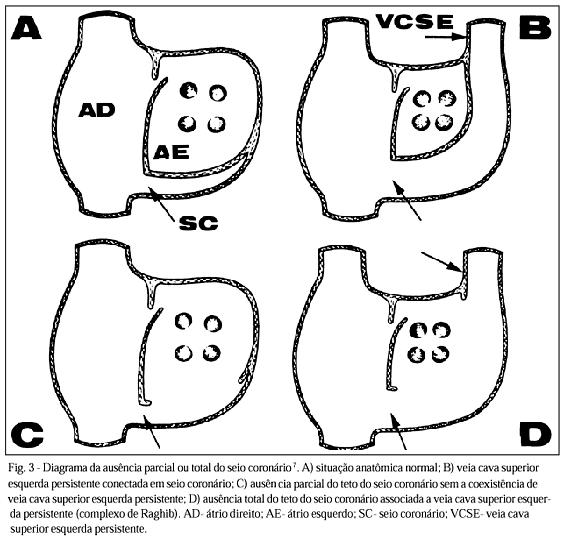 A
VCSE
B
AD
AE
SC
C
D
Fig. 3 - Diagrama da ausência parcial ou total do seio coronário7. A) situação anatômica normal; B) veia cava superior
esquerda persistente conectada em seio coronário; C) ausência parcial do teto do seio coronário sem a coexistência de
veia cava superior esquerda persistente; D) ausência total do teto do seio coronário associada a veia cava superior esquer-
da persistente (complexo de Raghib). AD- átrio direito; AE- átrio esquerdo; SC- seio coronário; VCSE- veia cava
superior esquerda persistente.